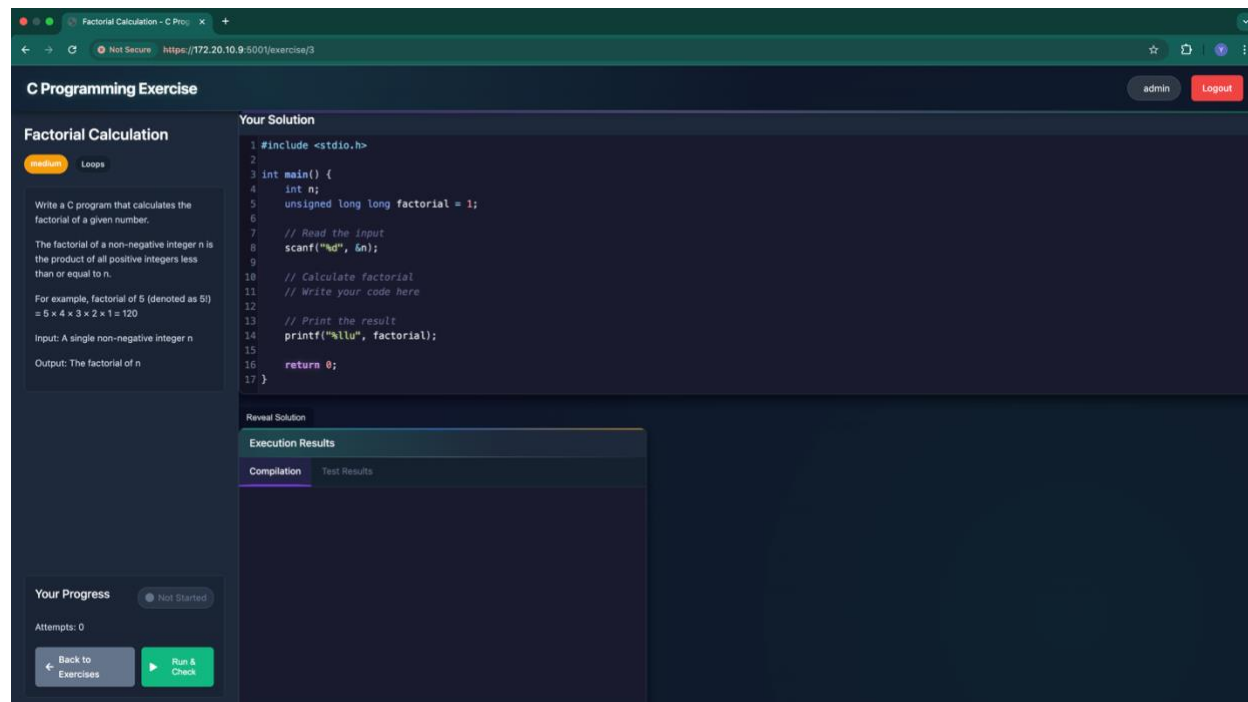 Factorial Calculation - C Prog
Not Secure https://172.20.10.9:5001/exercise/3
C Programming Exercise
admin
Logout
Factorial Calculation
medium
Loops
Write a C program that calculates the
factorial of a given number.
The factorial of a non-negative integer n is
the product of all positive integers less
than or equal to n.
For example, factorial of 5 (denoted as 5!)
= 5 × 4 × 3 × 2 × 1 = 120
Input: A single non-negative integer n
Output: The factorial of n
Your Progress
Not Started
Attempts: 0
Back to
Exercises
Run &
Check
Your Solution
1 #include <stdio.h>
2
3 int main() {
4 int n;
5 unsigned long long factorial = 1;
6
7 // Read the input
8 scanf("%d", &n);
9
10 // Calculate factorial
11 // Write your code here
12
13 // Print the result
14 printf("%llu", factorial);
15
16 return 0;
17 }
Reveal Solution
Execution Results
Compilation
Test Results